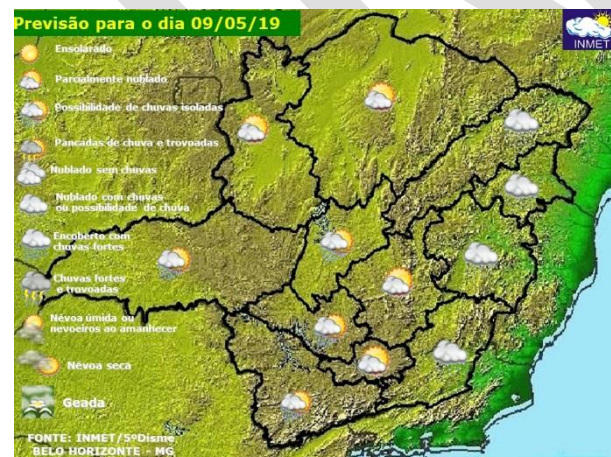 Previsão para o dia 09/05/19
INMET
Ensolarado
Parcialmente nublado
Possibilidade de chuvas isoladas
Pancadas de chuva e trovoadas
Nublado sem chuvas
Nublado com chuvas
ou possibilidade de chuva
Encoberto com
chuvas fortes
Chuvas fortes
e trovoadas
Névoa úmida ou
nevoeiros ao amanhecer
Névoa seca
Geada
FONTE: INMET/5ºDisme
BELO HORIZONTE - MG